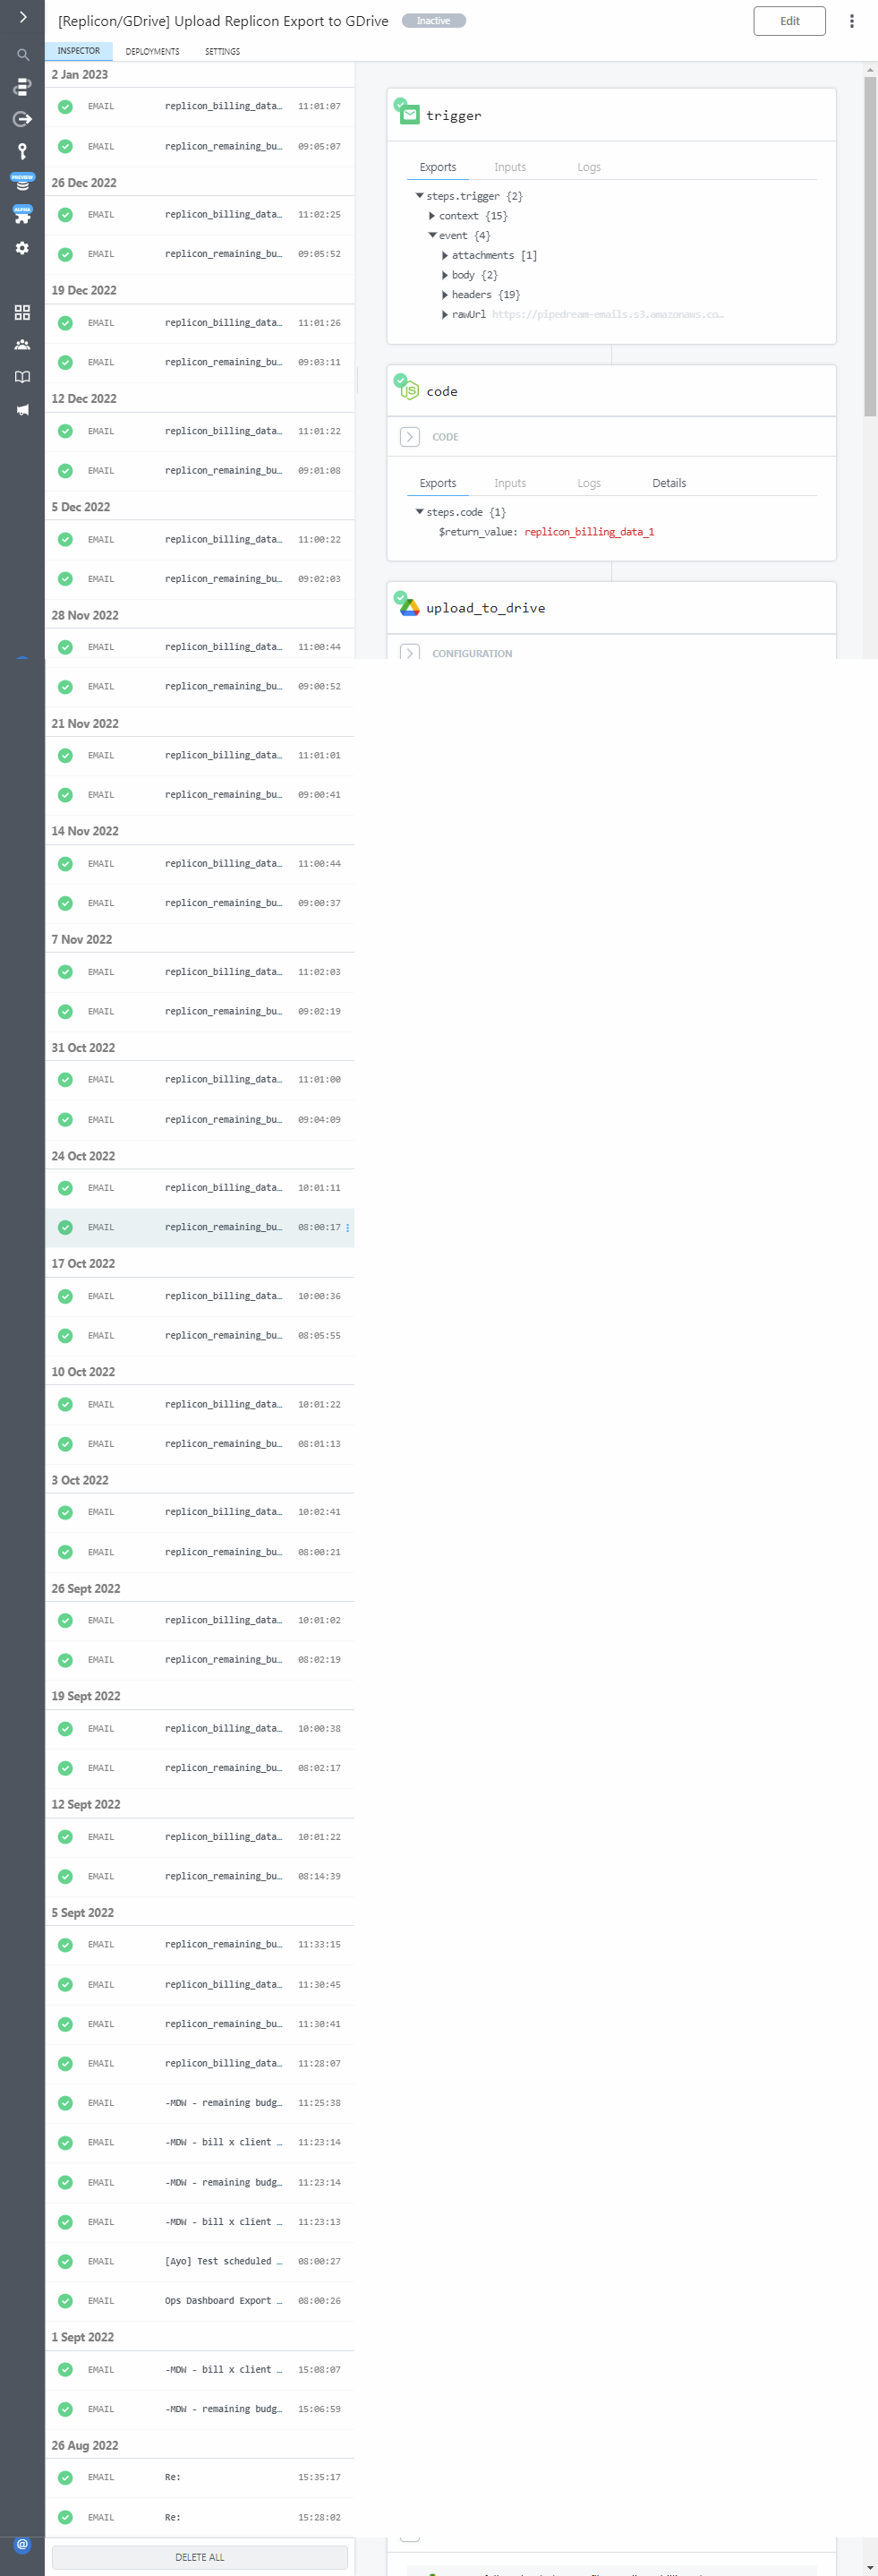 [Replicon/GDrive] Upload Replicon Export to GDrive Inactive Edit
INSPECTOR DEPLOYMENTS SETTINGS
PREVIEW
ALPHA
2 Jan 2023
EMAIL replicon_billing_data… 11:01:07
EMAIL replicon_remaining_bu… 09:05:07
26 Dec 2022
EMAIL replicon_billing_data… 11:02:25
EMAIL replicon_remaining_bu… 09:05:52
19 Dec 2022
EMAIL replicon_billing_data… 11:01:26
EMAIL replicon_remaining_bu… 09:03:11
12 Dec 2022
EMAIL replicon_billing_data… 11:01:22
EMAIL replicon_remaining_bu… 09:01:08
5 Dec 2022
EMAIL replicon_billing_data… 11:00:22
EMAIL replicon_remaining_bu… 09:02:03
28 Nov 2022
EMAIL replicon_billing_data… 11:00:44
EMAIL replicon_remaining_bu… 09:00:52
21 Nov 2022
EMAIL replicon_billing_data… 11:01:01
EMAIL replicon_remaining_bu… 09:00:41
14 Nov 2022
EMAIL replicon_billing_data… 11:00:44
EMAIL replicon_remaining_bu… 09:00:37
7 Nov 2022
EMAIL replicon_billing_data… 11:02:03
EMAIL replicon_remaining_bu… 09:02:19
31 Oct 2022
EMAIL replicon_billing_data… 11:01:00
EMAIL replicon_remaining_bu… 09:04:09
24 Oct 2022
EMAIL replicon_billing_data… 10:01:11
EMAIL replicon_remaining_bu… 08:00:17
17 Oct 2022
EMAIL replicon_billing_data… 10:00:36
EMAIL replicon_remaining_bu… 08:05:55
10 Oct 2022
EMAIL replicon_billing_data… 10:01:22
EMAIL replicon_remaining_bu… 08:01:13
3 Oct 2022
EMAIL replicon_billing_data… 10:02:41
EMAIL replicon_remaining_bu… 08:00:21
26 Sept 2022
EMAIL replicon_billing_data… 10:01:02
EMAIL replicon_remaining_bu… 08:02:19
19 Sept 2022
EMAIL replicon_billing_data… 10:00:38
EMAIL replicon_remaining_bu… 08:02:17
12 Sept 2022
EMAIL replicon_billing_data… 10:01:22
EMAIL replicon_remaining_bu… 08:14:39
5 Sept 2022
EMAIL replicon_remaining_bu… 11:33:15
EMAIL replicon_billing_data… 11:30:45
EMAIL replicon_remaining_bu… 11:30:41
EMAIL replicon_billing_data… 11:28:07
EMAIL -MDW - remaining budg… 11:25:38
EMAIL -MDW - bill x client … 11:23:14
EMAIL -MDW - remaining budg… 11:23:14
EMAIL -MDW - bill x client … 11:23:13
EMAIL [Ayo] Test scheduled … 08:00:27
EMAIL Ops Dashboard Export … 08:00:26
1 Sept 2022
EMAIL -MDW - bill x client … 15:08:07
EMAIL -MDW - remaining budg… 15:06:59
26 Aug 2022
EMAIL Re: 15:35:17
EMAIL Re: 15:28:02
DELETE ALL
trigger
Exports Inputs Logs
steps.trigger {2}
context {15}
event {4}
attachments [1]
body {2}
headers {19}
rawUrl https://pipedream-emails.s3.amazonaws.co…
code
CODE
Exports Inputs Logs Details
steps.code {1}
$return_value: replicon_billing_data_1
upload_to_drive
CONFIGURATION